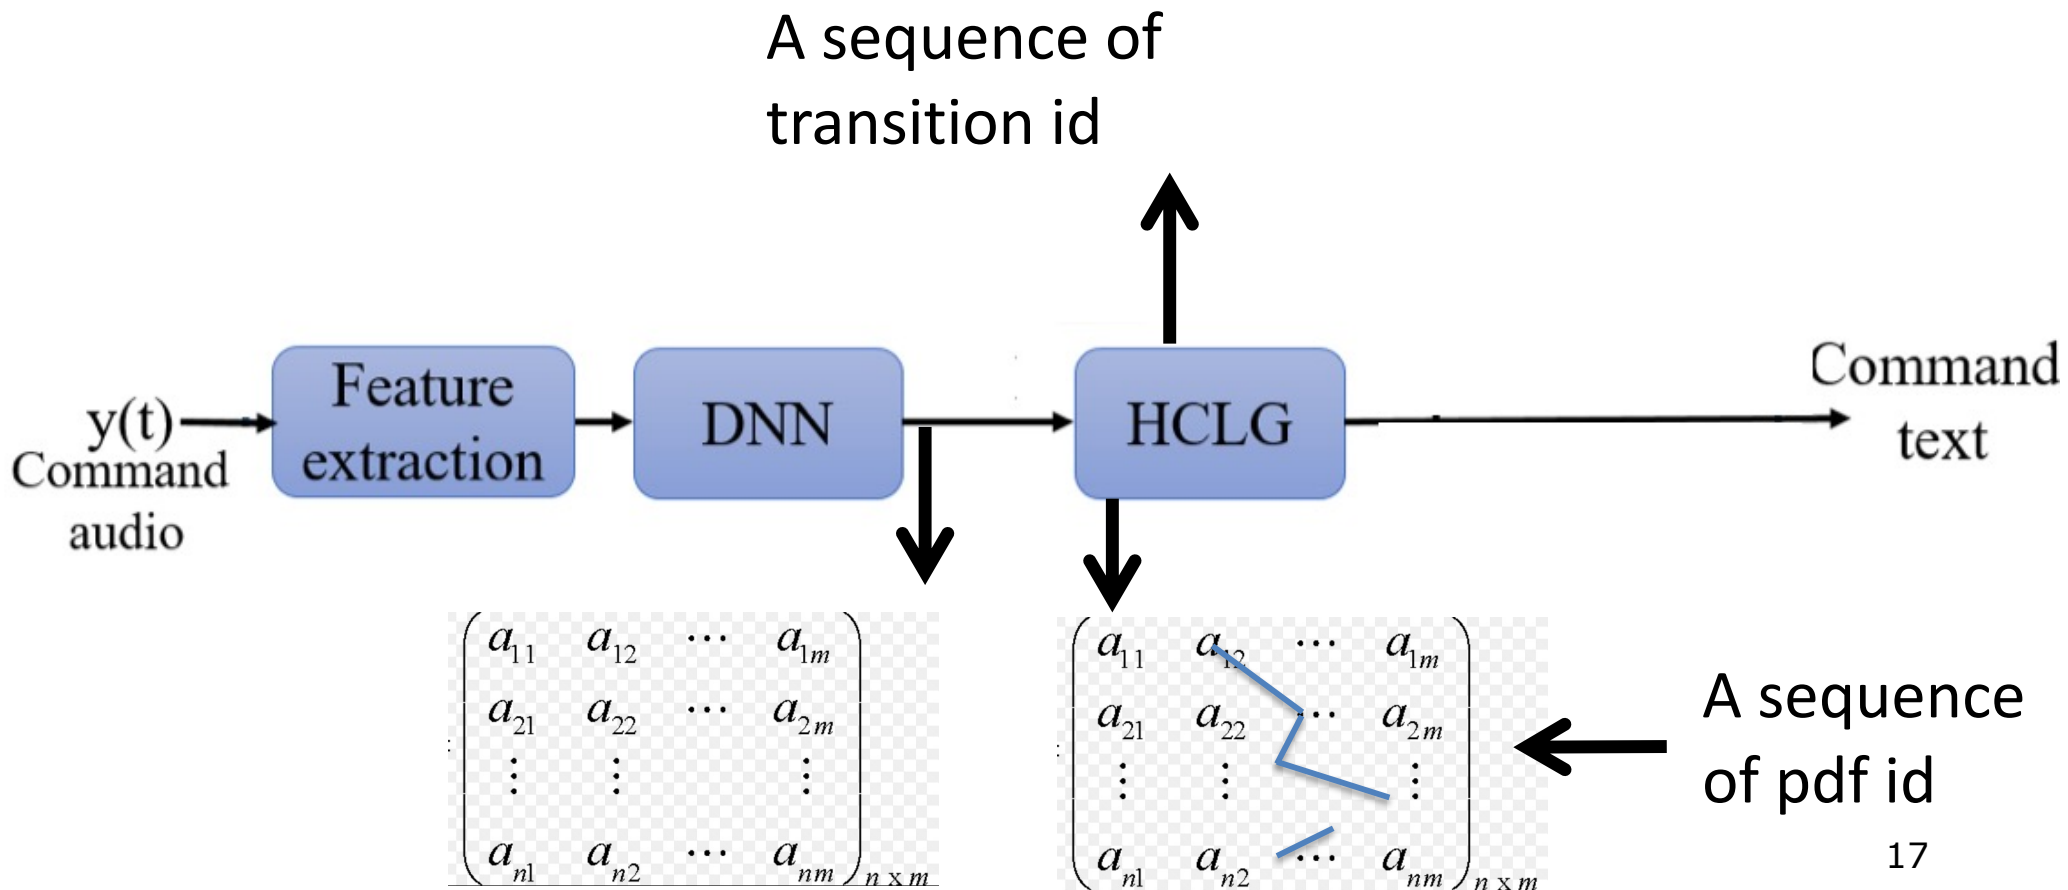 A sequence of
transition id
y(t)
Command
audio
Feature
extraction
DNN
HCLG
Command
text
a11 a12 ⋯ a1m
a21 a22 ⋯ a2m
⋮ ⋮ ⋮
an1 an2 ⋯ anm
n x m
a11 a12 ⋯ a1m
a21 a22 ⋯ a2m
⋮ ⋮ ⋮
an1 an2 ⋯ anm
n x m
A sequence
of pdf id
17